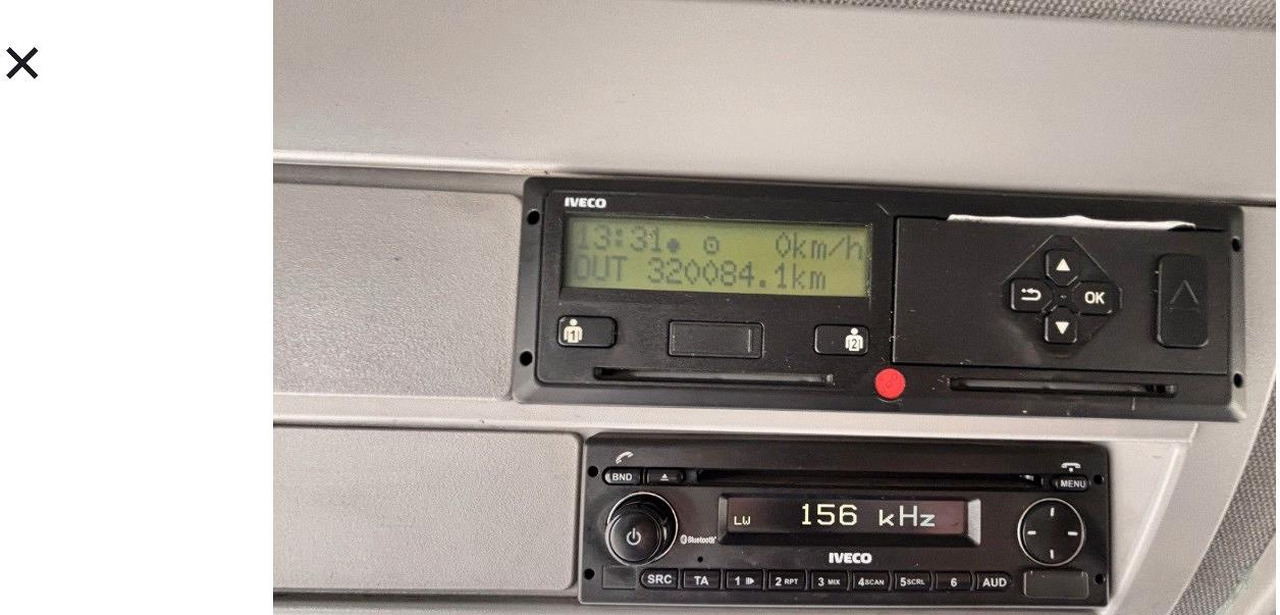 IVECO
13:31 0km/h
OUT 320084.1km
1
2
OK
BND
MENU
LW 156 kHz
Bluetooth
IVECO
SRC TA 1 2 RPT 3 MIX 4 SCAN 5 SCRL 6 AUD